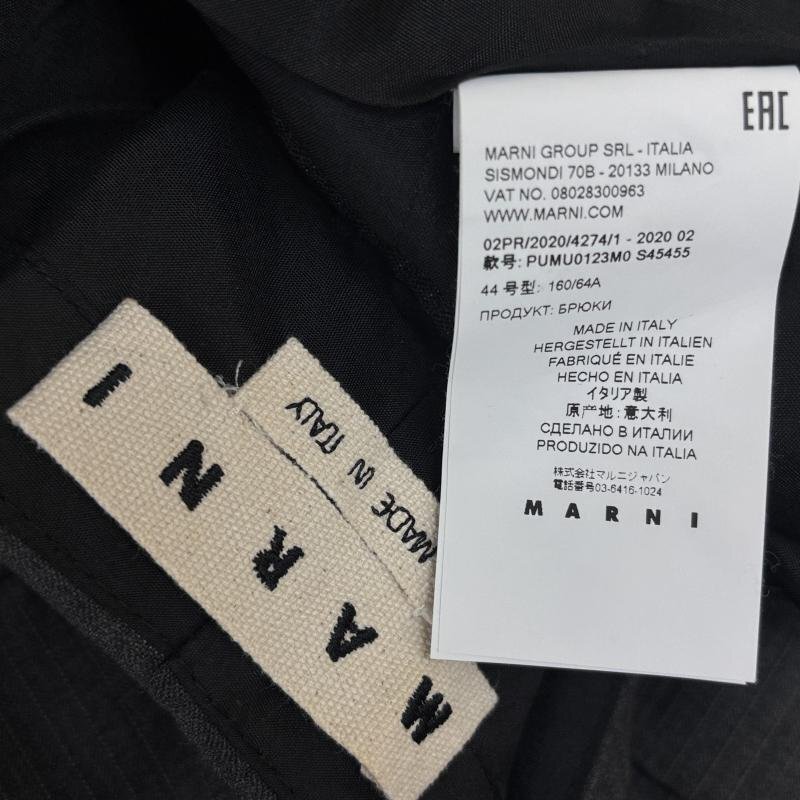 EAC
MARNI GROUP SRL - ITALIA
SISMONDI 70B - 20133 MILANO
VAT NO. 08028300963
WWW.MARNI.COM
02PR/2020/4274/1 - 2020 02
款号: PUMU0123M0 S45455
44 号型: 160/64A
ПРОДУКТ: БРЮКИ
MADE IN ITALY
HERGESTELLT IN ITALIEN
FABRIQUÉ EN ITALIE
HECHO EN ITALIA
イタリア製
原产地: 意大利
СДЕЛАНО В ИТАЛИИ
PRODUZIDO NA ITALIA
株式会社マルニジャパン
電話番号03-6416-1024
MARNI
MARNI
MADE IN ITALY